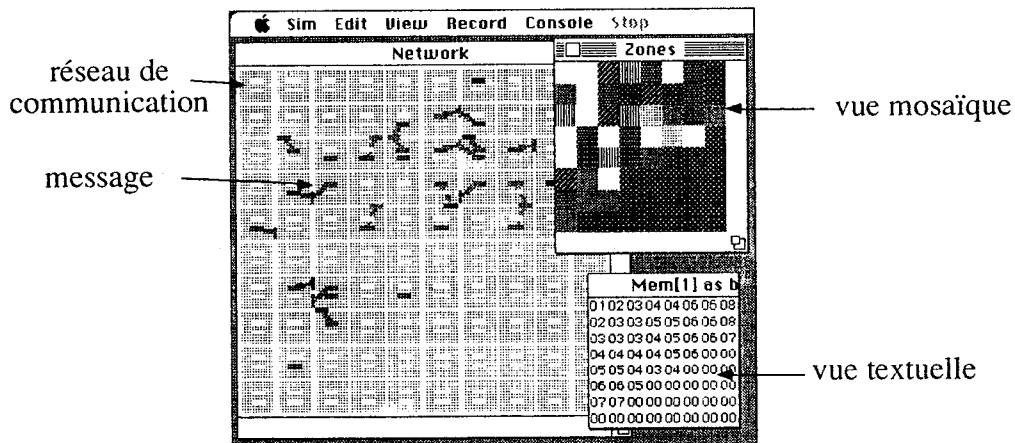 Sim Edit View Record Console Stop
Network
Zones
réseau de
communication
vue mosaïque
message
Mem[1] as b
01 02 03 04 04 06 06 08
02 03 03 05 05 06 06 08
03 03 03 04 05 06 06 07
04 04 04 04 05 06 00 00
05 05 04 03 04 00 00 00
06 06 05 00 00 00 00 00
07 07 00 00 00 00 00 00
00 00 00 00 00 00 00 00
vue textuelle